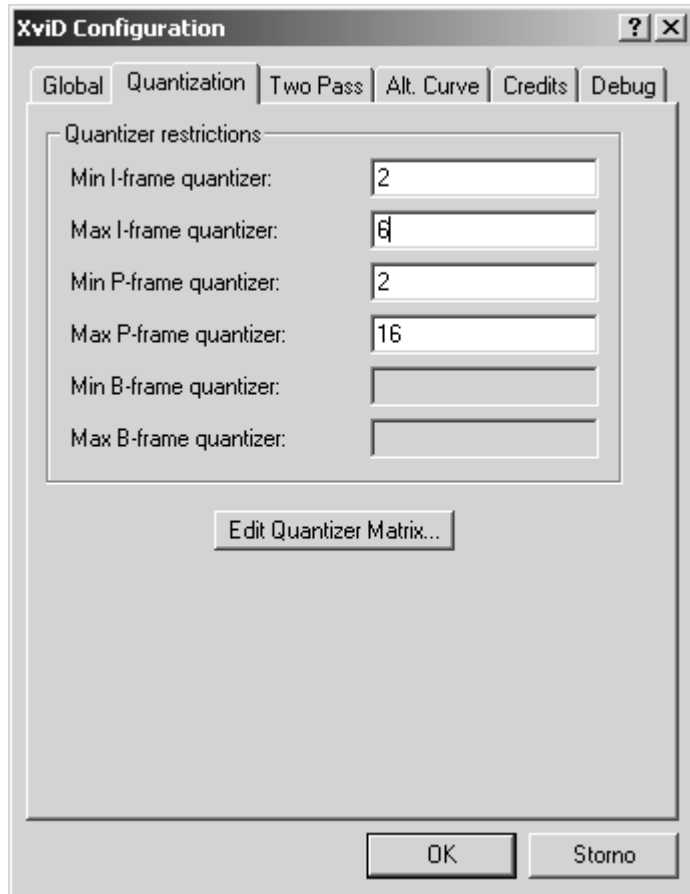 XviD Configuration
Global Quantization Two Pass Alt. Curve Credits Debug
Quantizer restrictions
Min I-frame quantizer: 2
Max I-frame quantizer: 6
Min P-frame quantizer: 2
Max P-frame quantizer: 16
Min B-frame quantizer:
Max B-frame quantizer:
Edit Quantizer Matrix...
OK Storno